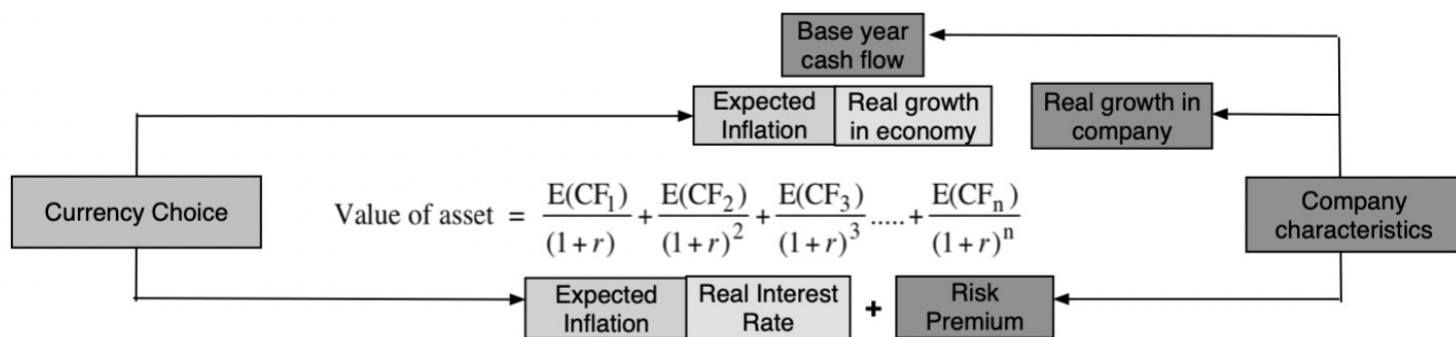 Base year
cash flow
Expected
Inflation
Real growth
in economy
Real growth in
company
Currency Choice
Value of asset = E(CF₁)/(1+r) + E(CF₂)/(1+r)² + E(CF₃)/(1+r)³ ..... + E(CFₙ)/(1+r)ⁿ
Company
characteristics
Expected
Inflation
Real Interest
Rate
+
Risk
Premium